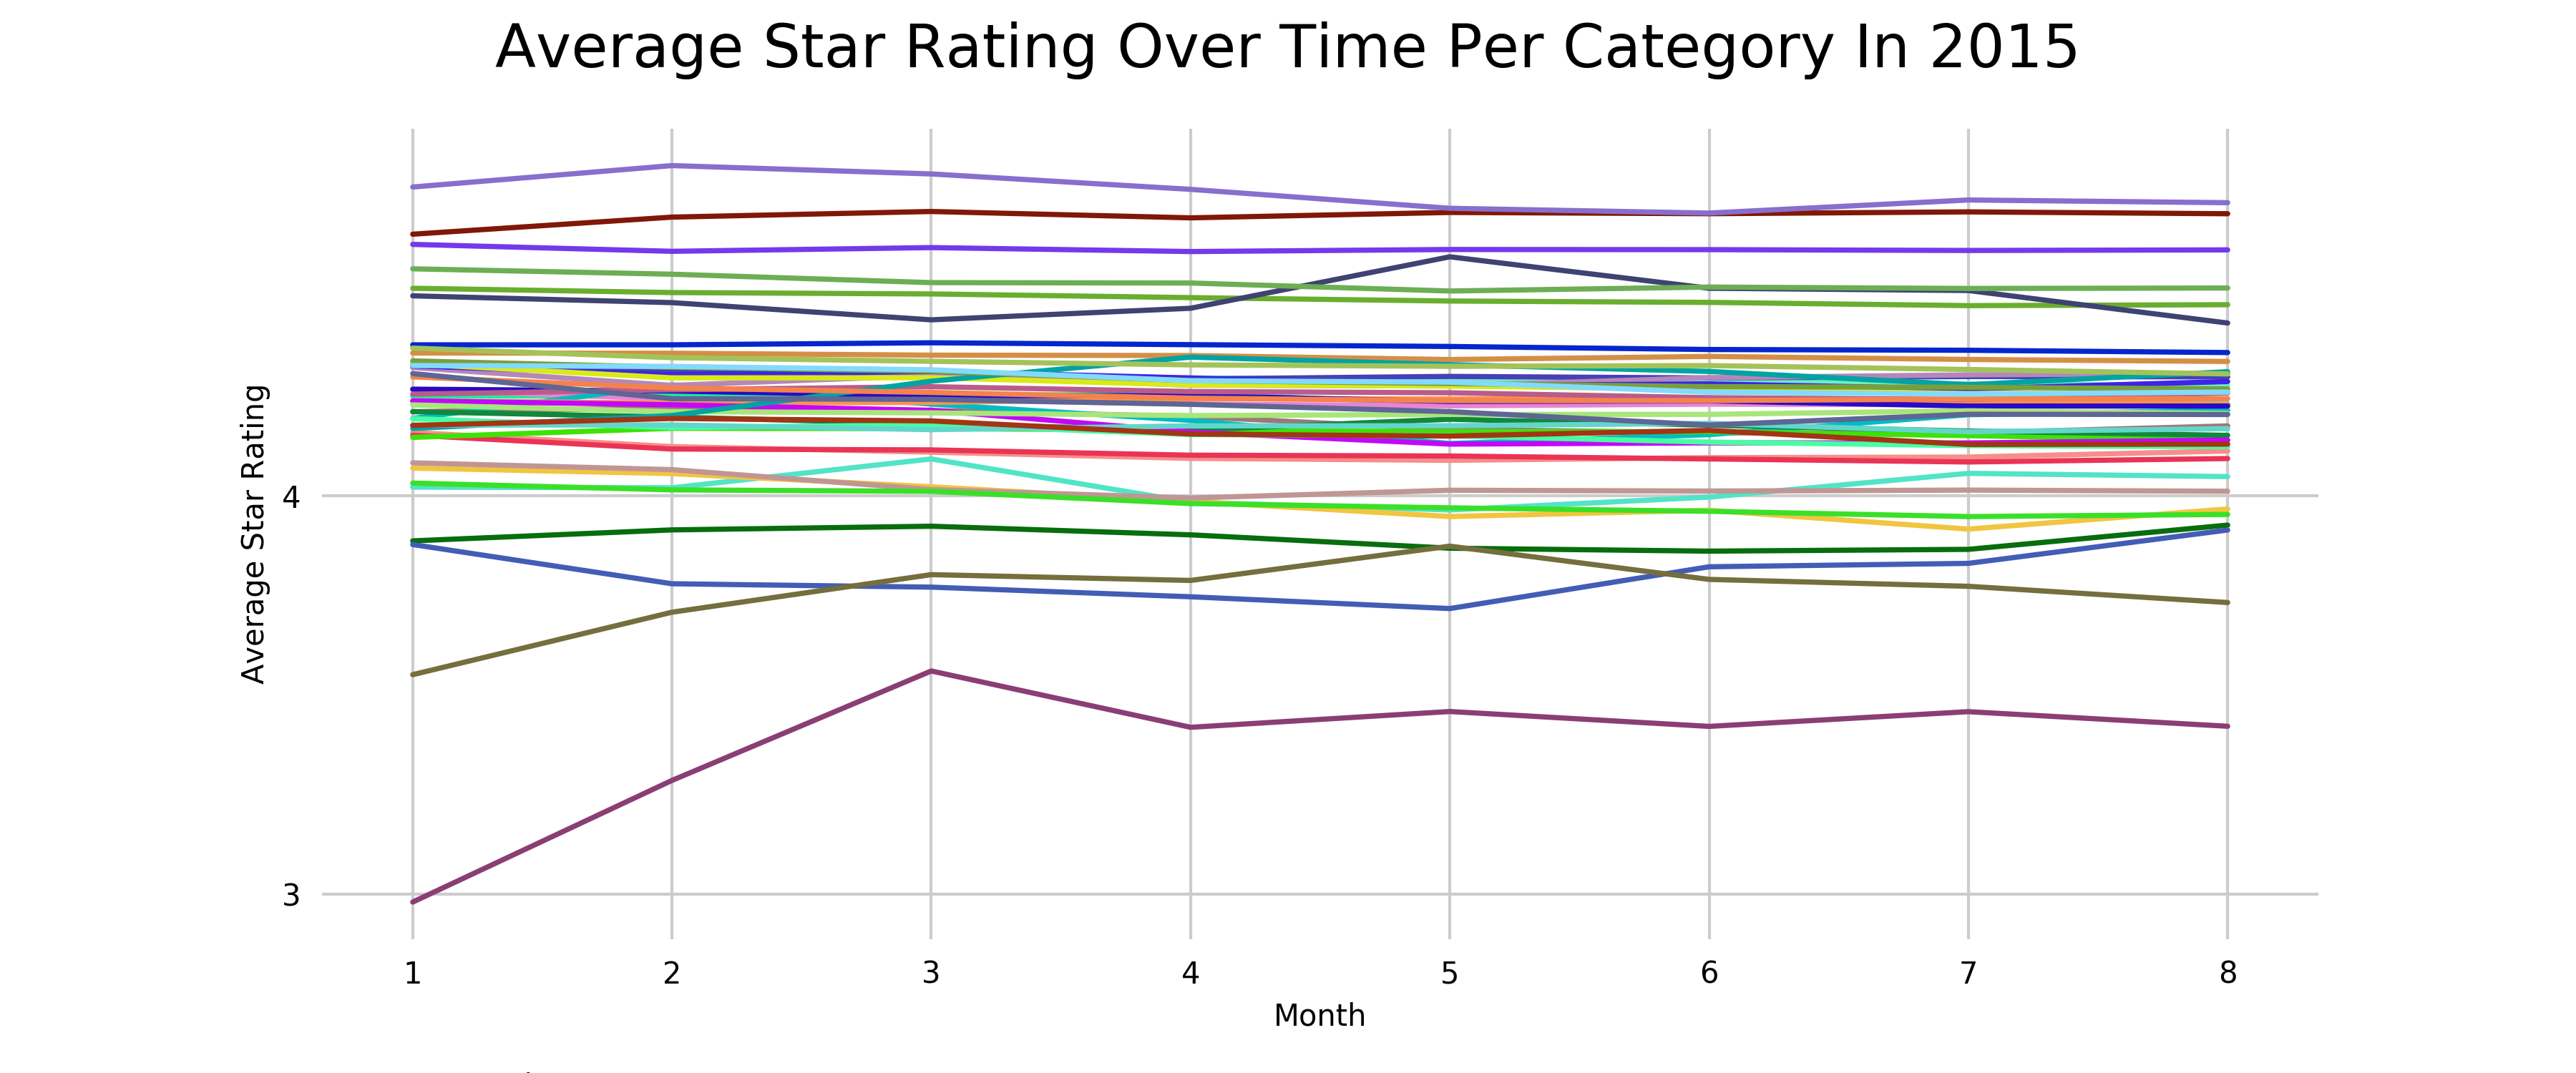 Average Star Rating Over Time Per Category In 2015
Average Star Rating
4
3
1 2 3 4 5 6 7 8
Month